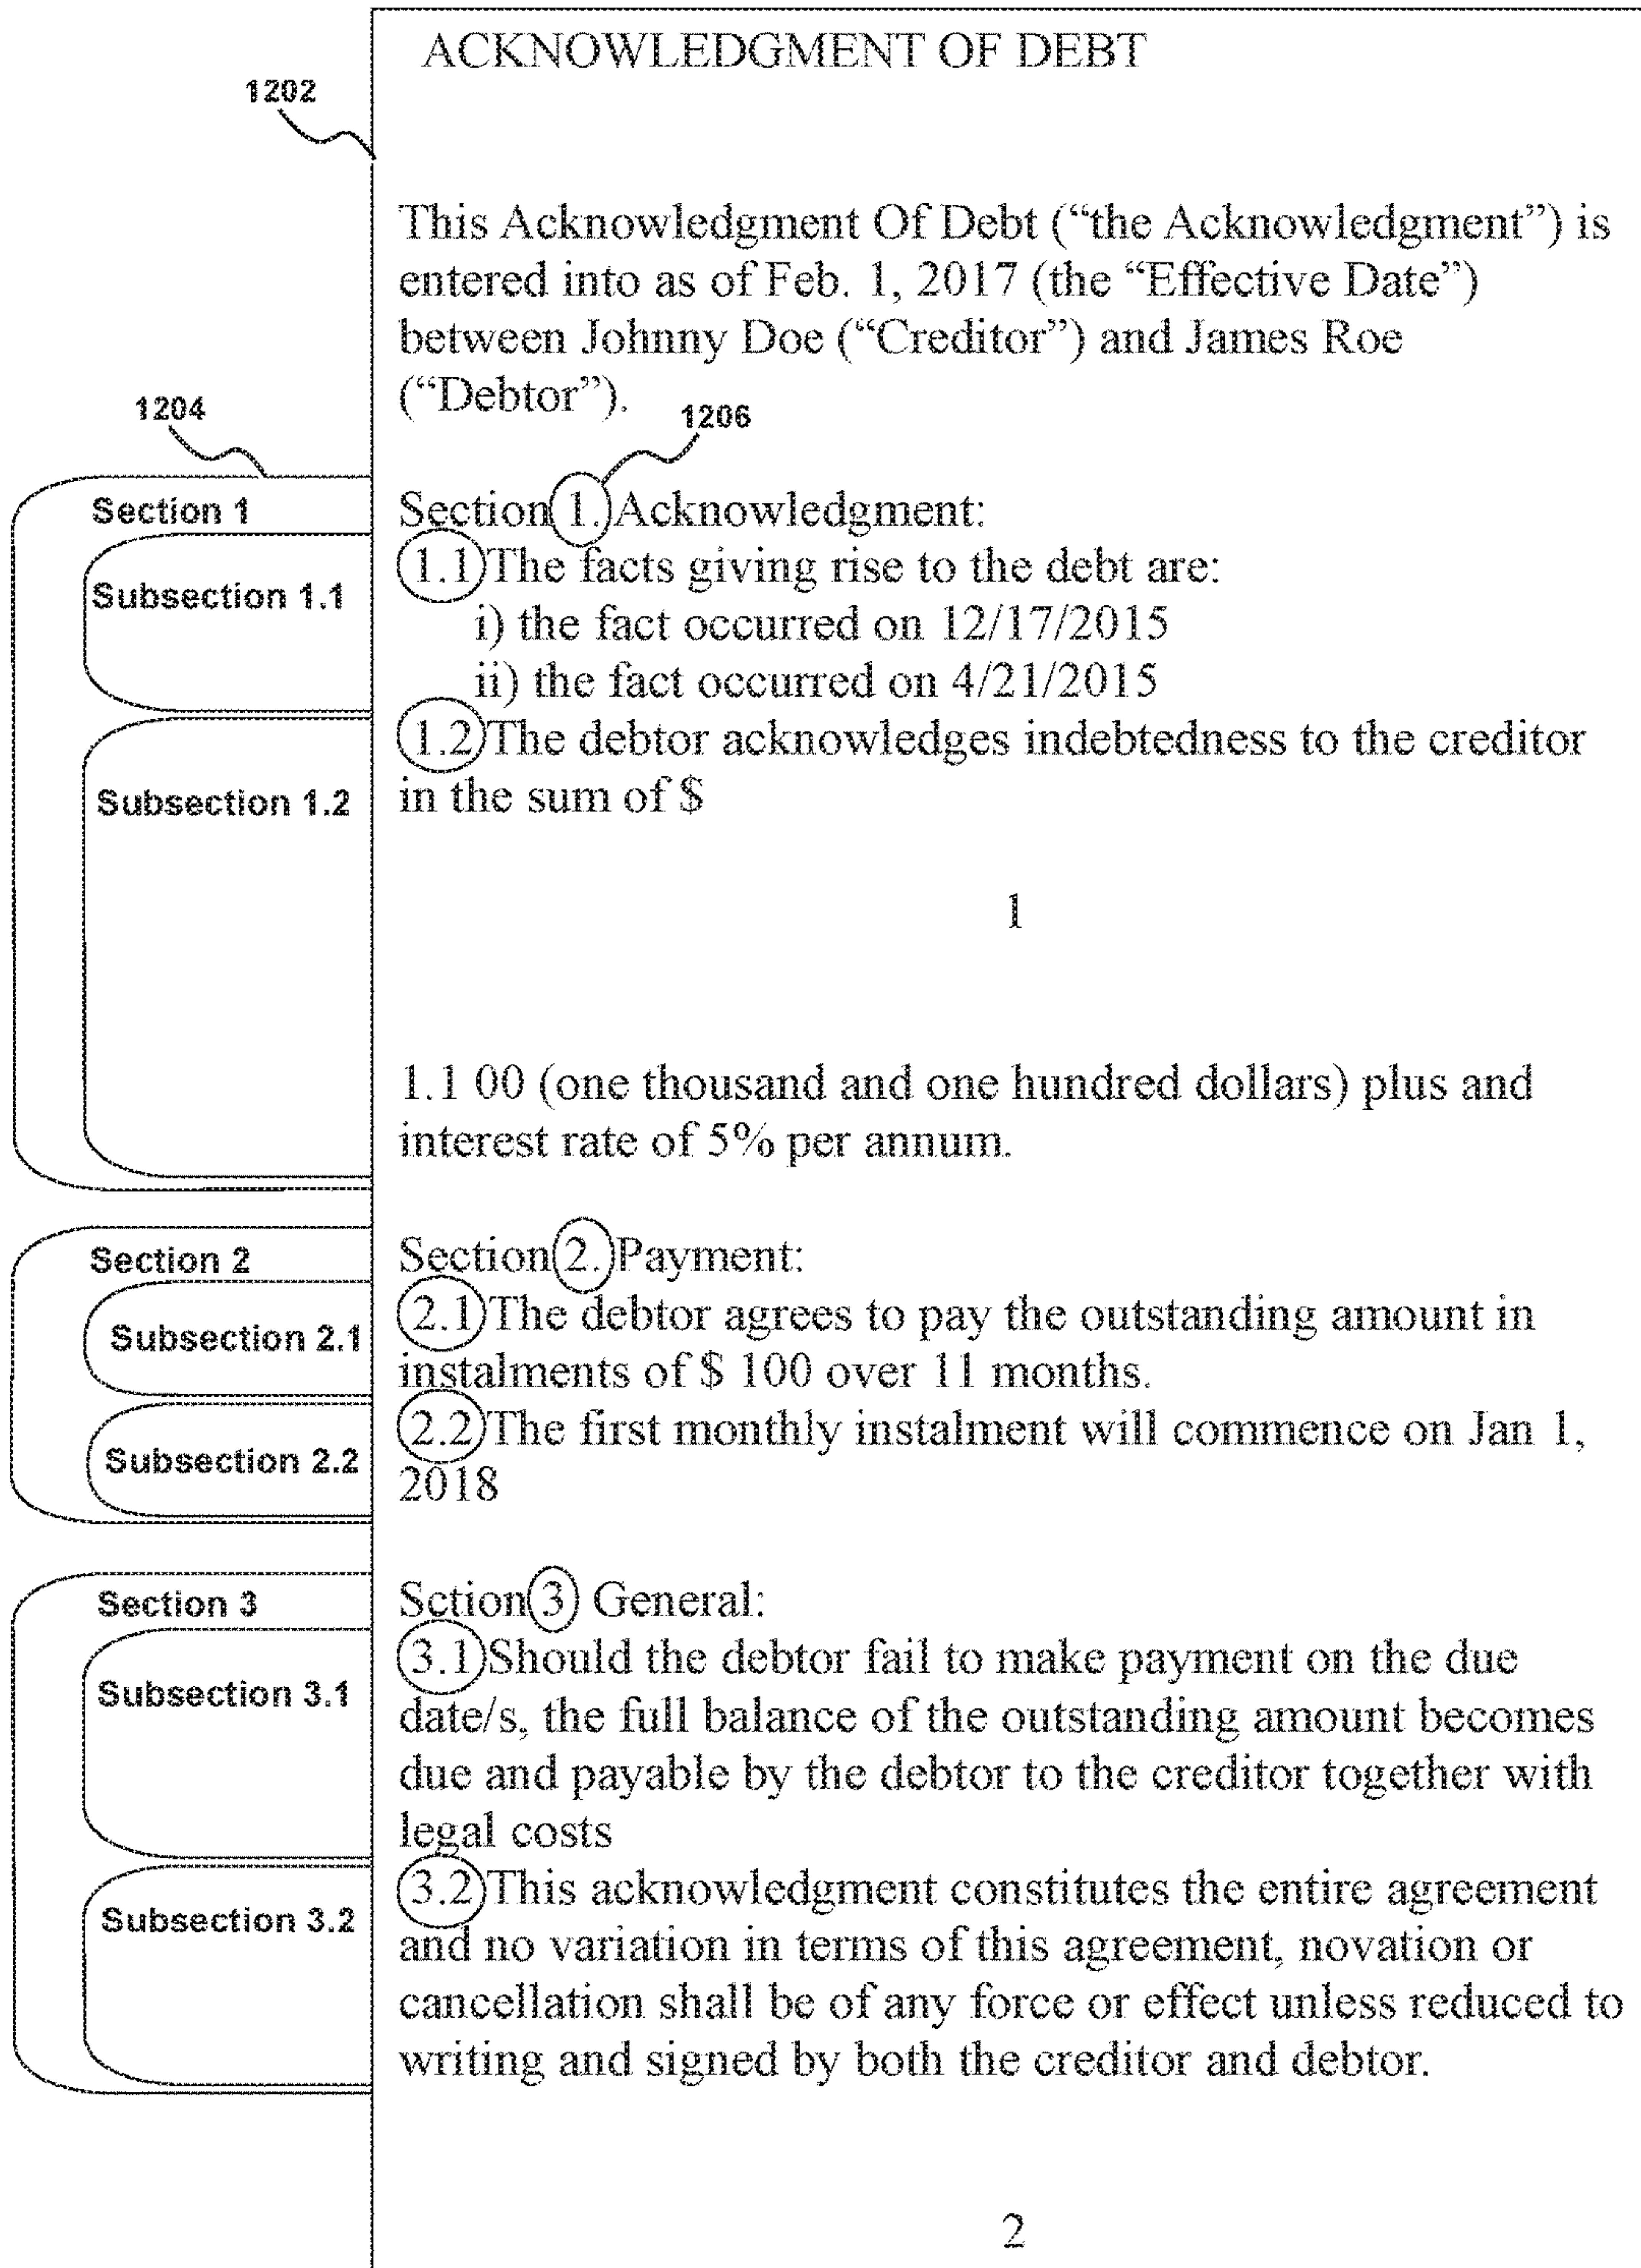 ACKNOWLEDGMENT OF DEBT
1202
This Acknowledgment Of Debt (“the Acknowledgment”) is
entered into as of Feb. 1, 2017 (the “Effective Date”)
between Johnny Doe (“Creditor”) and James Roe
(“Debtor”).
1204
1206
Section 1
Section 1. Acknowledgment:
1.1 The facts giving rise to the debt are:
Subsection 1.1
i) the fact occurred on 12/17/2015
ii) the fact occurred on 4/21/2015
1.2 The debtor acknowledges indebtedness to the creditor
Subsection 1.2
in the sum of $
1
1.1 00 (one thousand and one hundred dollars) plus and
interest rate of 5% per annum.
Section 2
Section 2. Payment:
2.1 The debtor agrees to pay the outstanding amount in
Subsection 2.1
instalments of $ 100 over 11 months.
2.2 The first monthly instalment will commence on Jan 1,
Subsection 2.2
2018
Section 3
Sction 3 General:
3.1 Should the debtor fail to make payment on the due
Subsection 3.1
date/s, the full balance of the outstanding amount becomes
due and payable by the debtor to the creditor together with
legal costs
3.2 This acknowledgment constitutes the entire agreement
Subsection 3.2
and no variation in terms of this agreement, novation or
cancellation shall be of any force or effect unless reduced to
writing and signed by both the creditor and debtor.
2